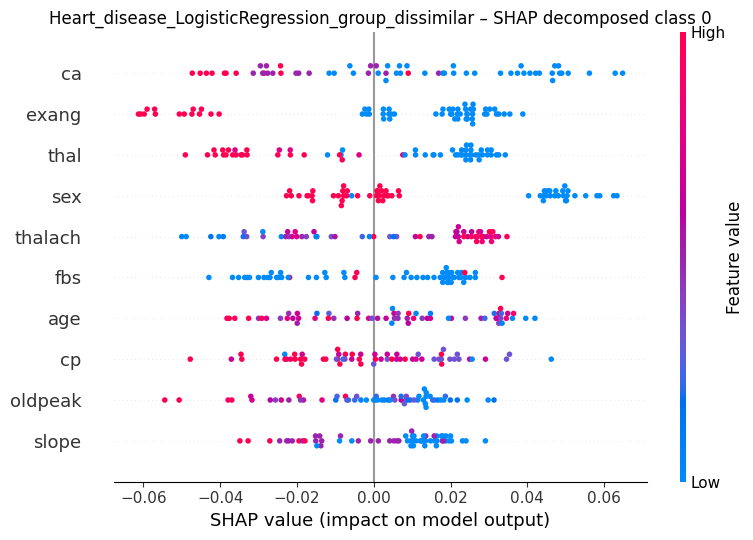 Heart_disease_LogisticRegression_group_dissimilar – SHAP decomposed class 0
High
ca
exang
thal
sex
thalach
fbs
age
cp
oldpeak
slope
Low
Feature value
−0.06 −0.04 −0.02 0.00 0.02 0.04 0.06
SHAP value (impact on model output)